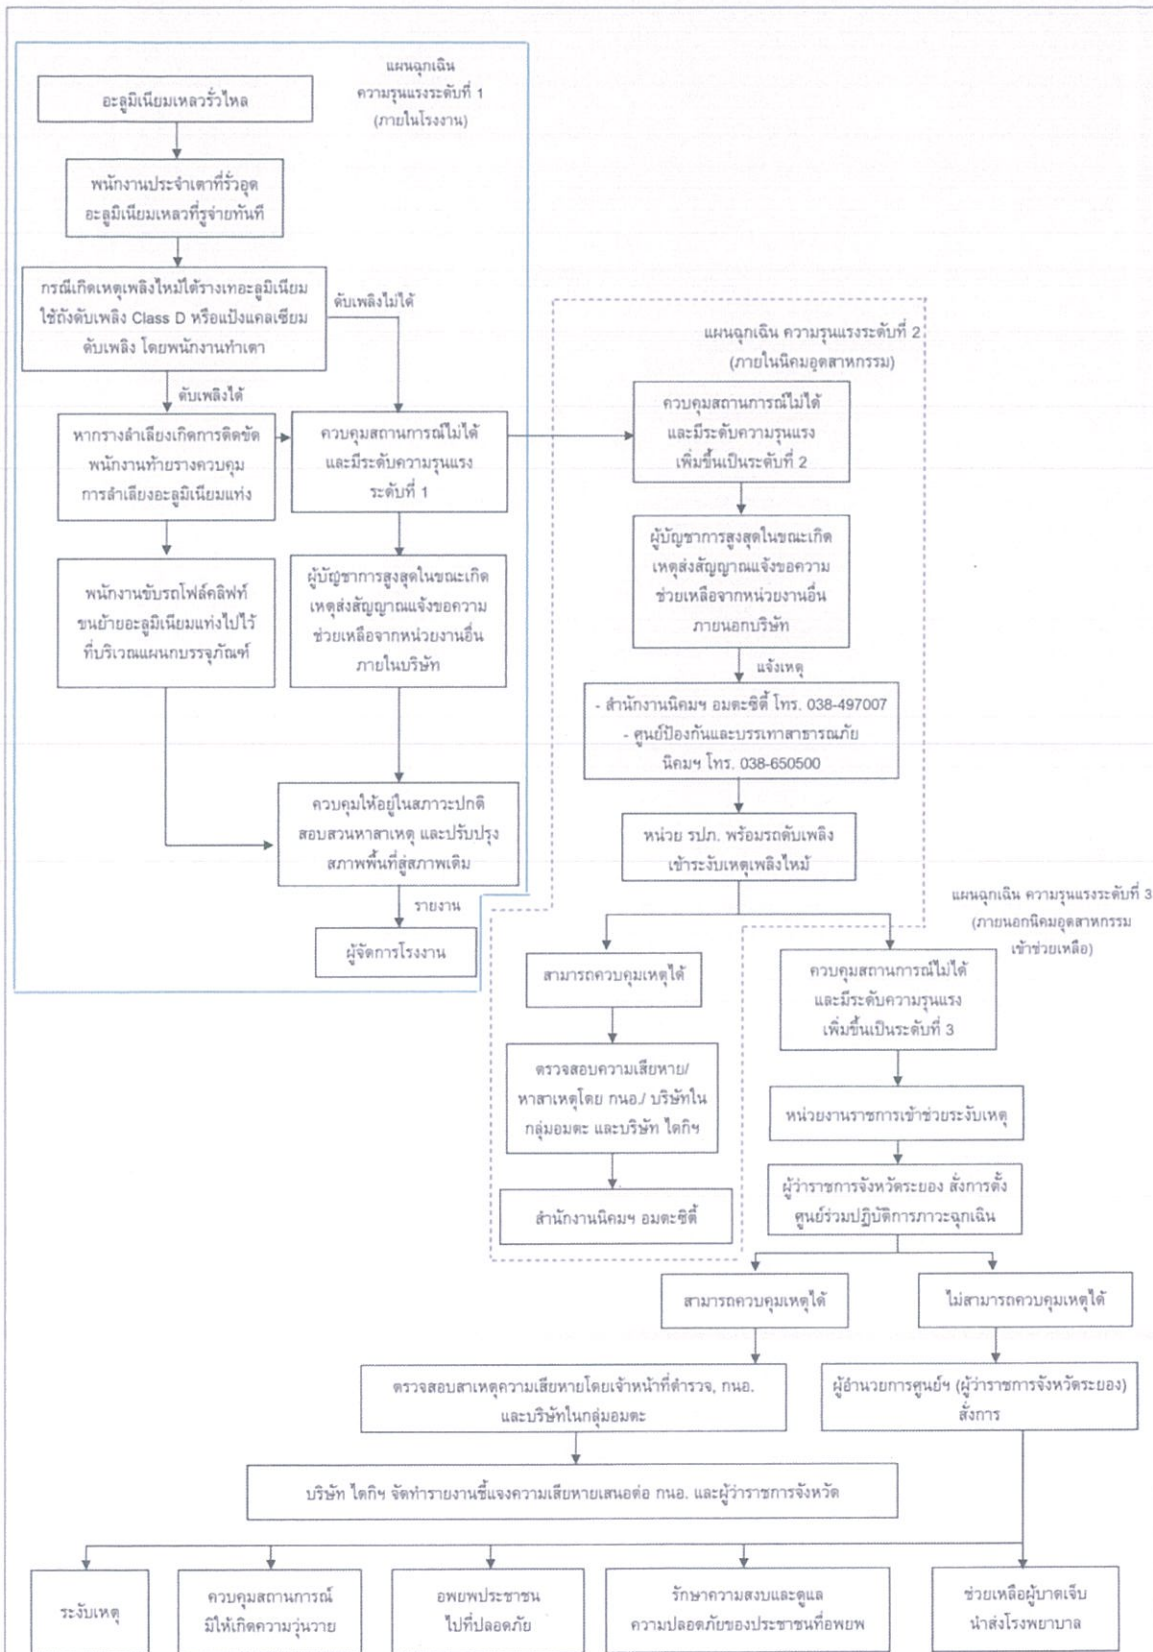 แผนฉุกเฉิน
ความรุนแรงระดับที่ 1
(ภายในโรงงาน)
อะลูมิเนียมเหลวรั่วไหล
พนักงานประจำเตาที่รั่วอุด
อะลูมิเนียมเหลวที่รูจ่ายทันที
กรณีเกิดเหตุเพลิงไหม้ใต้รางเทอะลูมิเนียม
ใช้ถังดับเพลิง Class D หรือแป้งแคลเซียม
ดับเพลิง โดยพนักงานทำเตา
ดับเพลิงไม่ได้
ดับเพลิงได้
หากรางลำเลียงเกิดการติดขัด
พนักงานท้ายรางควบคุม
การลำเลียงอะลูมิเนียมแท่ง
ควบคุมสถานการณ์ไม่ได้
และมีระดับความรุนแรง
ระดับที่ 1
พนักงานขับรถโฟล์คลิฟท์
ขนย้ายอะลูมิเนียมแท่งไปไว้
ที่บริเวณแผนกบรรจุภัณฑ์
ผู้บัญชาการสูงสุดในขณะเกิด
เหตุส่งสัญญาณแจ้งขอความ
ช่วยเหลือจากหน่วยงานอื่น
ภายในบริษัท
ควบคุมให้อยู่ในสภาวะปกติ
สอบสวนหาสาเหตุ และปรับปรุง
สภาพพื้นที่สู่สภาพเดิม
รายงาน
ผู้จัดการโรงงาน
แผนฉุกเฉิน ความรุนแรงระดับที่ 2
(ภายในนิคมอุตสาหกรรม)
ควบคุมสถานการณ์ไม่ได้
และมีระดับความรุนแรง
เพิ่มขึ้นเป็นระดับที่ 2
ผู้บัญชาการสูงสุดในขณะเกิด
เหตุส่งสัญญาณแจ้งขอความ
ช่วยเหลือจากหน่วยงานอื่น
ภายนอกบริษัท
แจ้งเหตุ
- สำนักงานนิคมฯ อมตะซิตี้ โทร. 038-497007
- ศูนย์ป้องกันและบรรเทาสาธารณภัย
นิคมฯ โทร. 038-650500
หน่วย รปภ. พร้อมรถดับเพลิง
เข้าระงับเหตุเพลิงไหม้
สามารถควบคุมเหตุได้
ตรวจสอบความเสียหาย/
หาสาเหตุโดย กนอ./ บริษัทใน
กลุ่มอมตะ และบริษัท ไดกิฯ
สำนักงานนิคมฯ อมตะซิตี้
แผนฉุกเฉิน ความรุนแรงระดับที่ 3
(ภายนอกนิคมอุตสาหกรรม
เข้าช่วยเหลือ)
ควบคุมสถานการณ์ไม่ได้
และมีระดับความรุนแรง
เพิ่มขึ้นเป็นระดับที่ 3
หน่วยงานราชการเข้าช่วยระงับเหตุ
ผู้ว่าราชการจังหวัดระยอง สั่งการตั้ง
ศูนย์ร่วมปฏิบัติการภาวะฉุกเฉิน
สามารถควบคุมเหตุได้
ไม่สามารถควบคุมเหตุได้
ตรวจสอบสาเหตุความเสียหายโดยเจ้าหน้าที่ตำรวจ, กนอ.
และบริษัทในกลุ่มอมตะ
ผู้อำนวยการศูนย์ฯ (ผู้ว่าราชการจังหวัดระยอง)
สั่งการ
บริษัท ไดกิฯ จัดทำรายงานชี้แจงความเสียหายเสนอต่อ กนอ. และผู้ว่าราชการจังหวัด
ระงับเหตุ
ควบคุมสถานการณ์
มิให้เกิดความวุ่นวาย
อพยพประชาชน
ไปที่ปลอดภัย
รักษาความสงบและดูแล
ความปลอดภัยของประชาชนที่อพยพ
ช่วยเหลือผู้บาดเจ็บ
นำส่งโรงพยาบาล